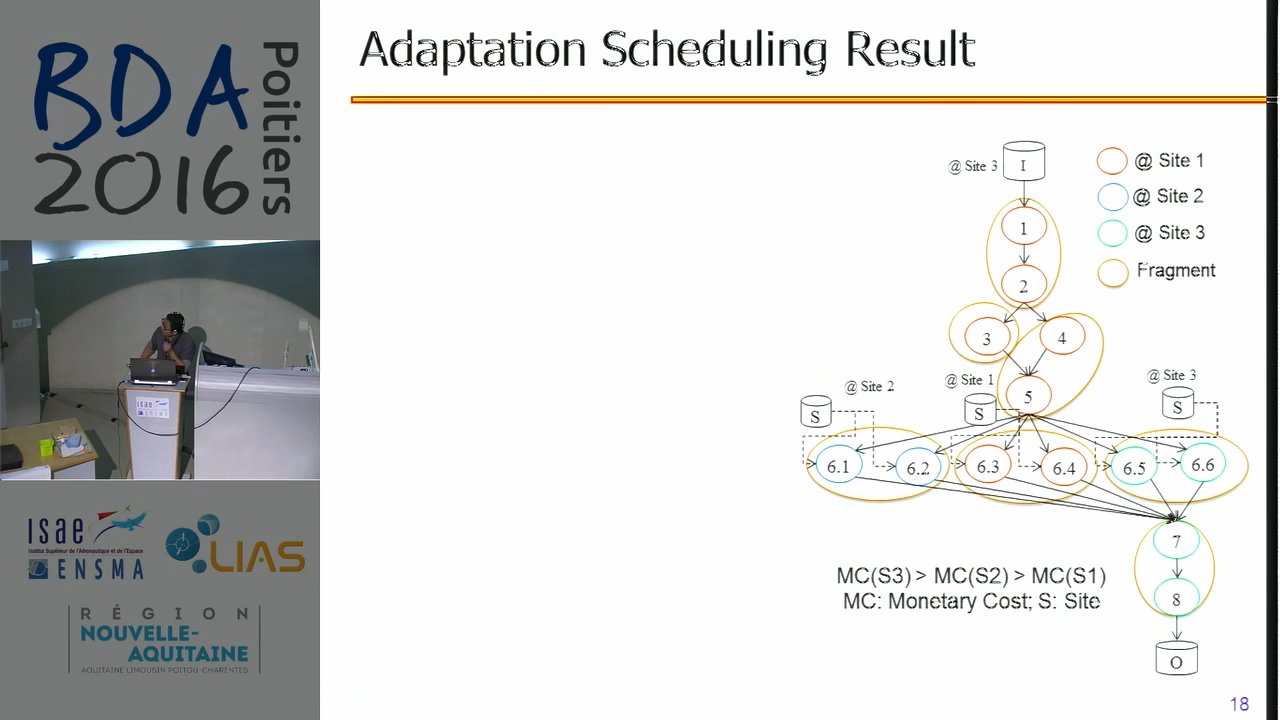 BDA
Poitiers
2016
isae
Institut Supérieur de l'Aéronautique et de l'Espace
ENSMA
LIAS
RÉGION
NOUVELLE-
AQUITAINE
AQUITAINE LIMOUSIN POITOU-CHARENTES
isae
Adaptation Scheduling Result
@ Site 3
I
@ Site 1
@ Site 2
@ Site 3
Fragment
1
2
3
4
5
@ Site 2
@ Site 1
@ Site 3
S
S
S
6.1
6.2
6.3
6.4
6.5
6.6
7
8
O
MC(S3) > MC(S2) > MC(S1)
MC: Monetary Cost; S: Site
18